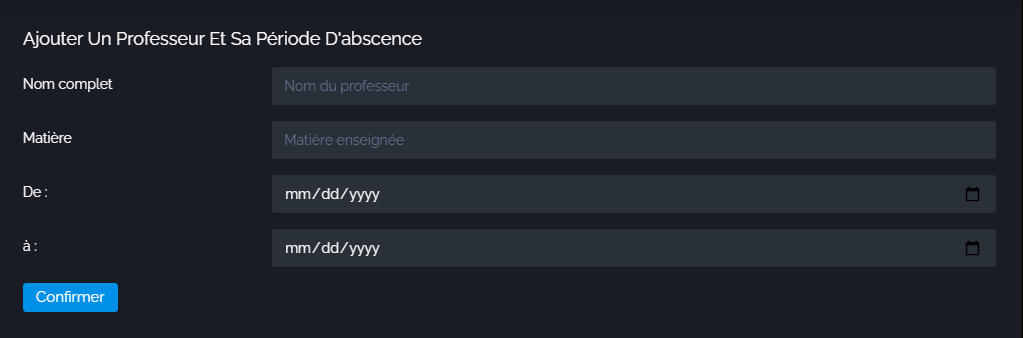 Ajouter Un Professeur Et Sa Période D'abscence
Nom complet
Nom du professeur
Matière
Matière enseignée
De :
mm/dd/yyyy
à :
mm/dd/yyyy
Confirmer